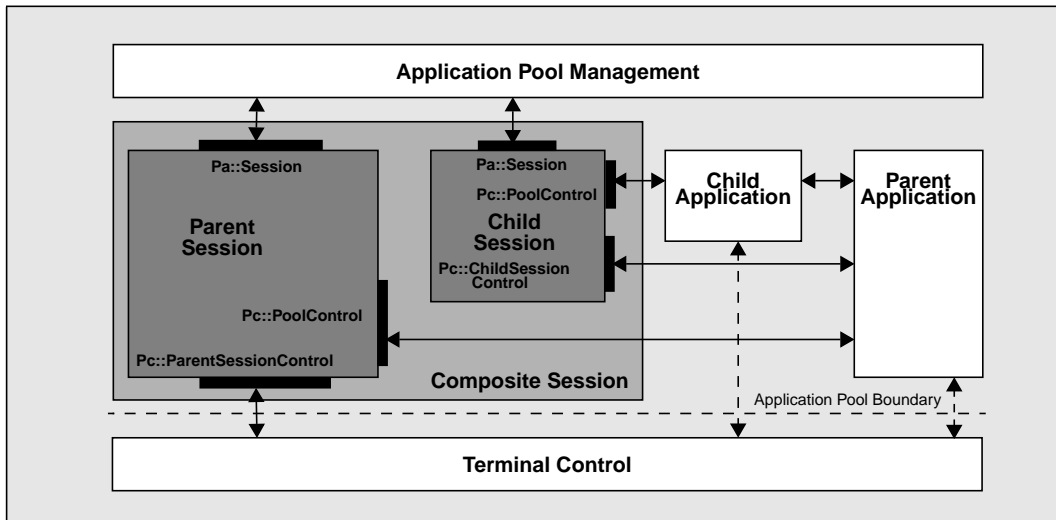 Application Pool Management
Pa::Session
Pa::Session
Pc::PoolControl
Parent
Session
Child
Session
Pc::ChildSession
Control
Child
Application
Parent
Application
Pc::PoolControl
Pc::ParentSessionControl
Composite Session
Application Pool Boundary
Terminal Control